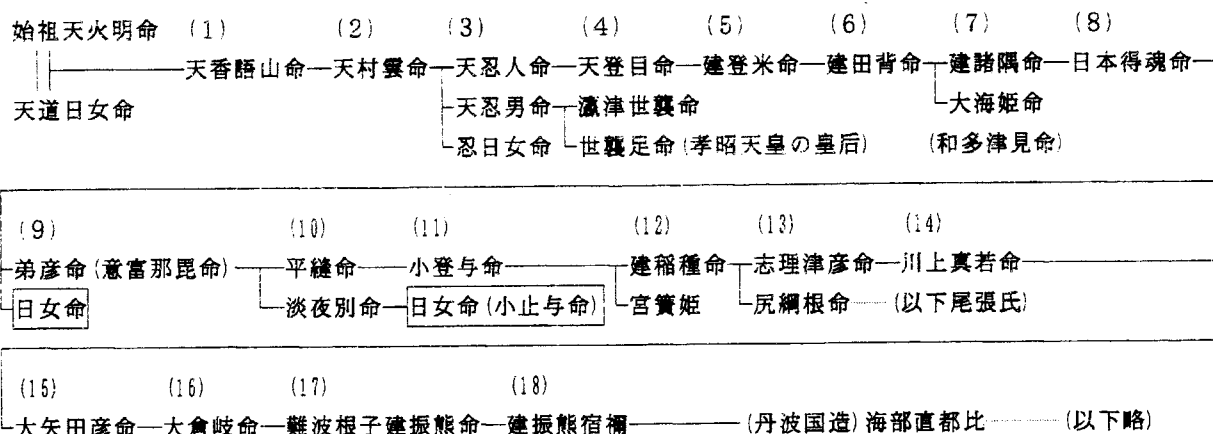 始祖天火明命 (1) (2) (3) (4) (5) (6) (7) (8)
天香語山命 天村雲命 天忍人命 天登目命 建登米命 建田背命 建諸隅命 日本得魂命
天道日女命 天忍男命 瀛津世襲命 大海姫命
忍日女命 世襲足命(孝昭天皇の皇后) (和多津見命)
(9) (10) (11) (12) (13) (14)
弟彦命(意富那毘命) 平縫命 小登与命 建稲種命 志理津彦命 川上真若命
日女命 淡夜別命 日女命(小止与命) 宮簀姫 尻綱根命 (以下尾張氏)
(15) (16) (17) (18)
大矢田彦命 大倉岐命 難波根子建振熊命 建振熊宿禰 (丹波国造)海部直都比 (以下略)